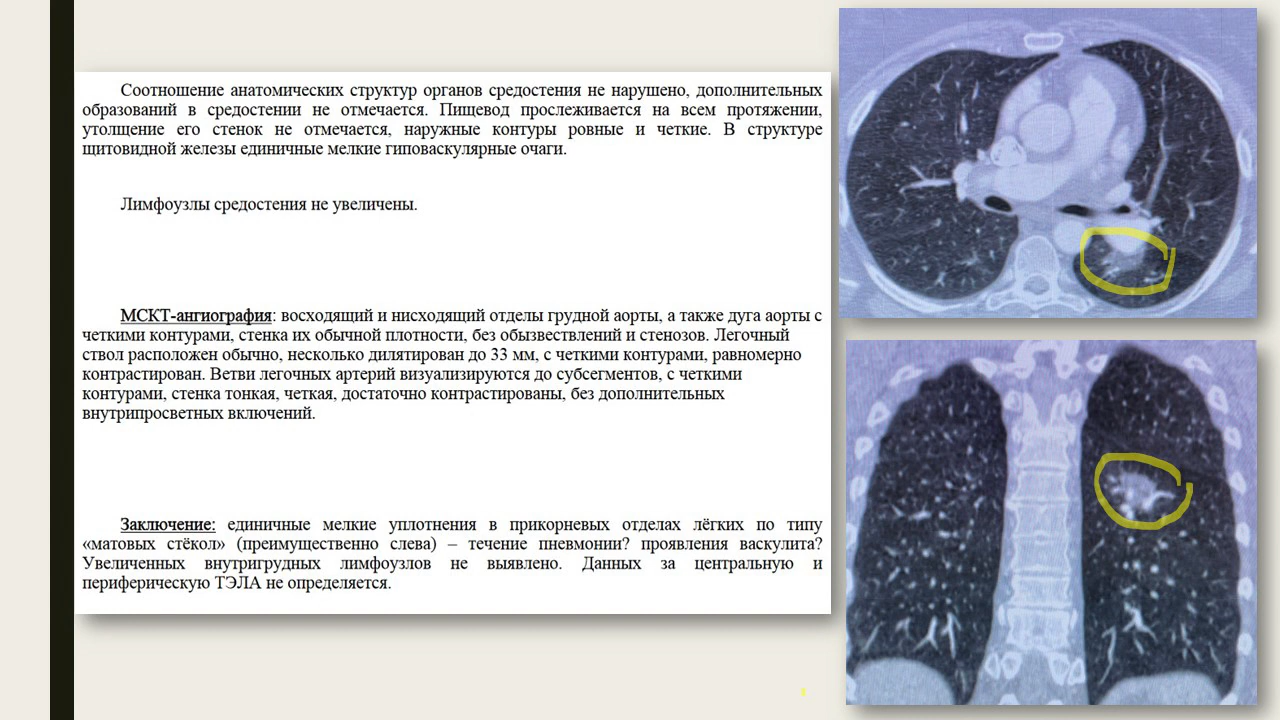 Соотношение анатомических структур органов средостения не нарушено, дополнительных
образований в средостении не отмечается. Пищевод прослеживается на всем протяжении,
утолщение его стенок не отмечается, наружные контуры ровные и четкие. В структуре
щитовидной железы единичные мелкие гиповаскулярные очаги.
Лимфоузлы средостения не увеличены.
МСКТ-ангиография: восходящий и нисходящий отделы грудной аорты, а также дуга аорты с
четкими контурами, стенка их обычной плотности, без обызвествлений и стенозов. Легочный
ствол расположен обычно, несколько дилятирован до 33 мм, с четкими контурами, равномерно
контрастирован. Ветви легочных артерий визуализируются до субсегментов, с четкими
контурами, стенка тонкая, четкая, достаточно контрастированы, без дополнительных
внутрипросветных включений.
Заключение: единичные мелкие уплотнения в прикорневых отделах лёгких по типу
«матовых стёкол» (преимущественно слева) – течение пневмонии? проявления васкулита?
Увеличенных внутригрудных лимфоузлов не выявлено. Данных за центральную и
периферическую ТЭЛА не определяется.